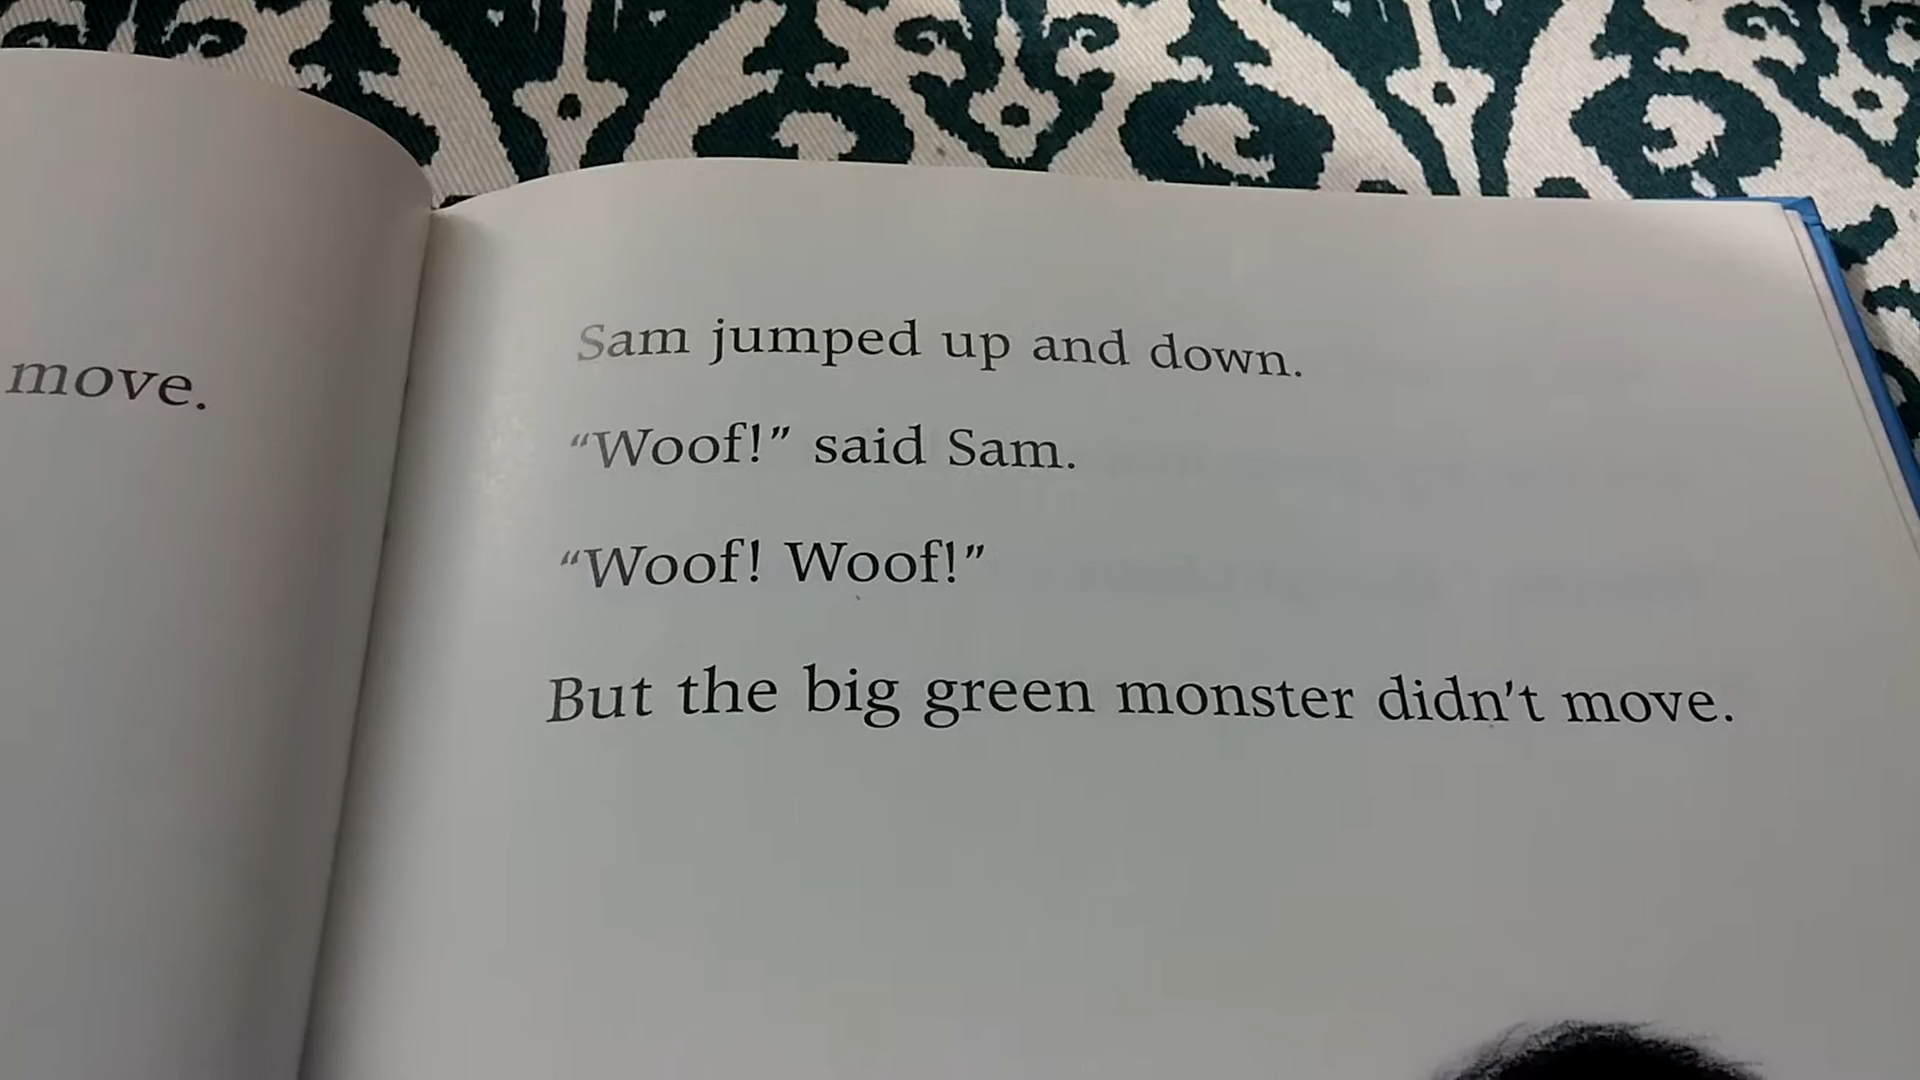 move.
Sam jumped up and down.
“Woof!” said Sam.
“Woof! Woof!”
But the big green monster didn't move.